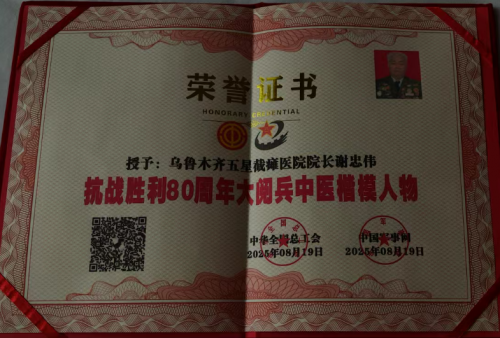 荣誉证书
HONORARY CREDENTIAL
授予：乌鲁木齐五星截瘫医院院长谢忠伟
抗战胜利80周年大阅兵中医楷模人物
中华全国总工会
2025年08月19日
中国军事网
2025年08月19日